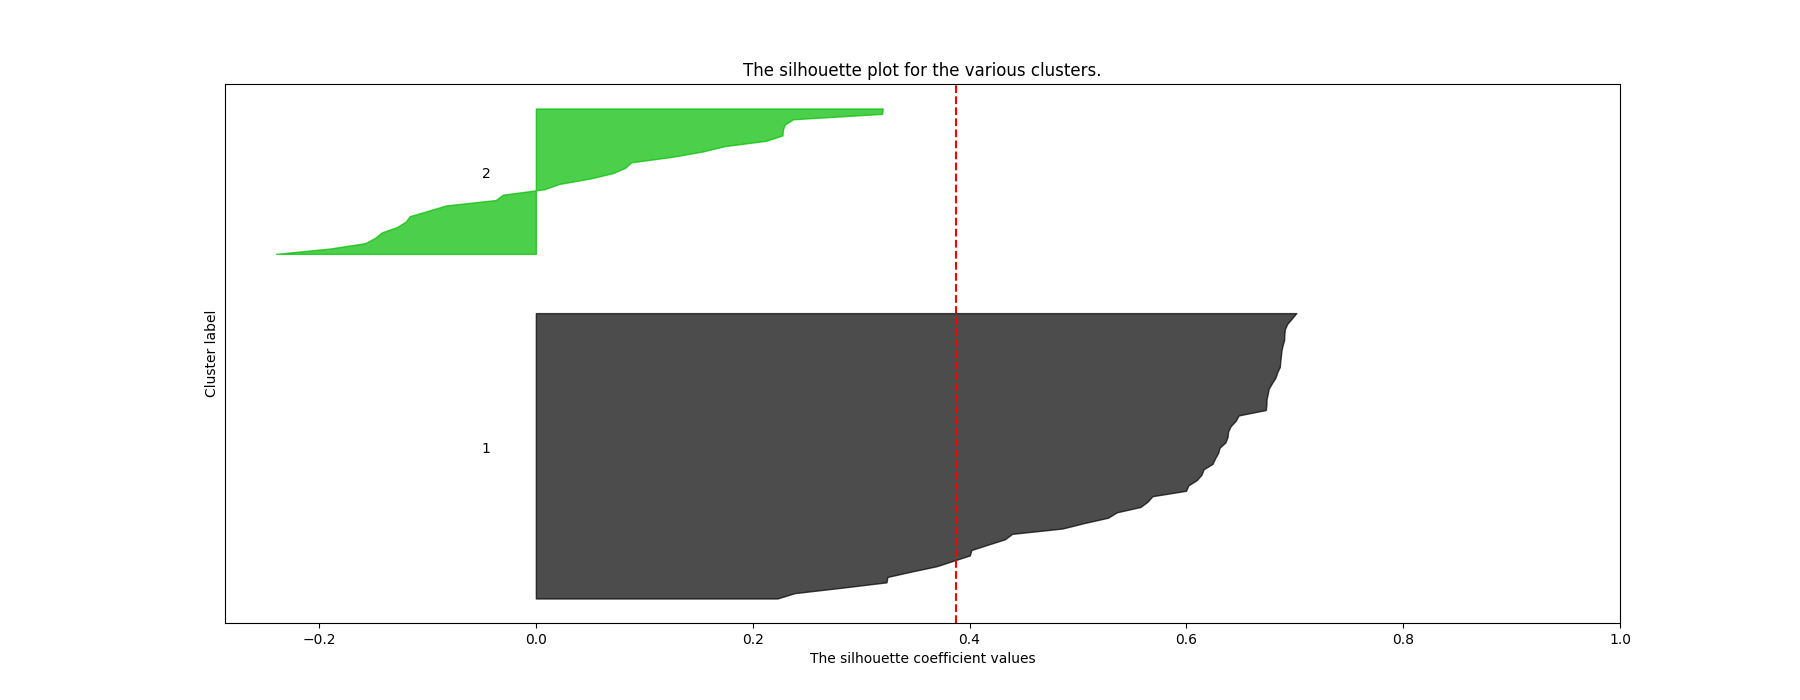 The silhouette plot for the various clusters.
2
1
Cluster label
−0.2 0.0 0.2 0.4 0.6 0.8 1.0
The silhouette coefficient values